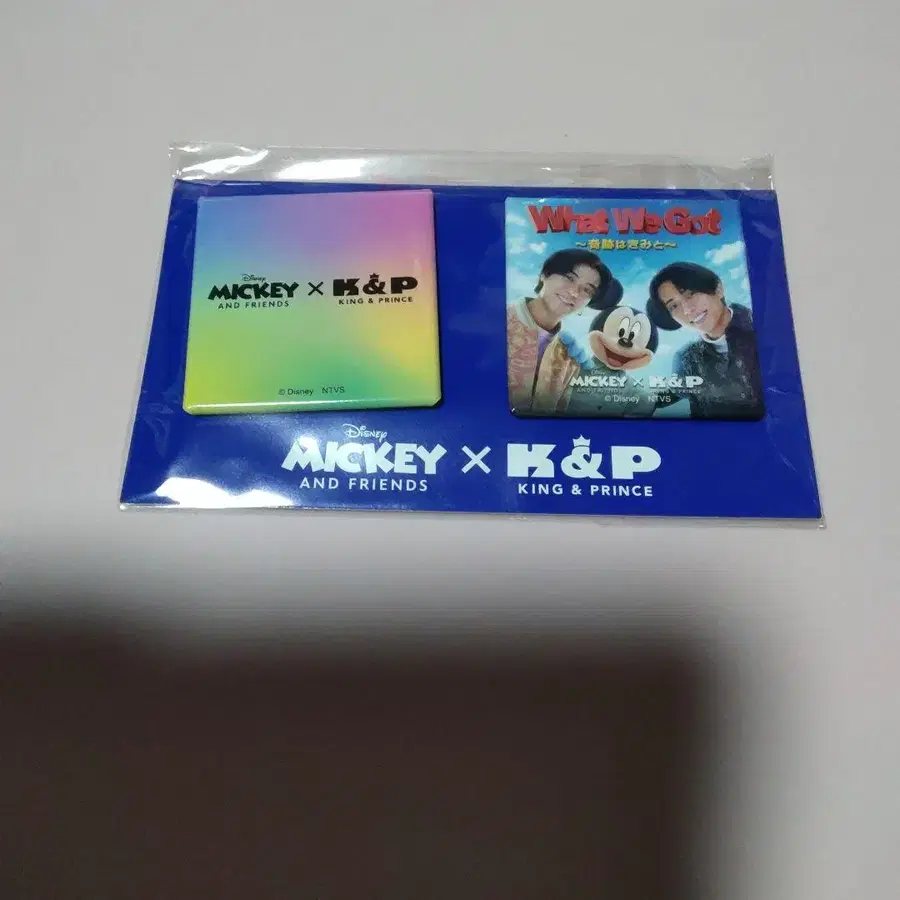 Disney
MICKEY × K&P
AND FRIENDS KING & PRINCE
© Disney NTVS
What We Got
～奇跡はきみと～
Disney
MICKEY × K&P
AND FRIENDS KING & PRINCE
© Disney NTVS
Disney
MICKEY × K&P
AND FRIENDS KING & PRINCE